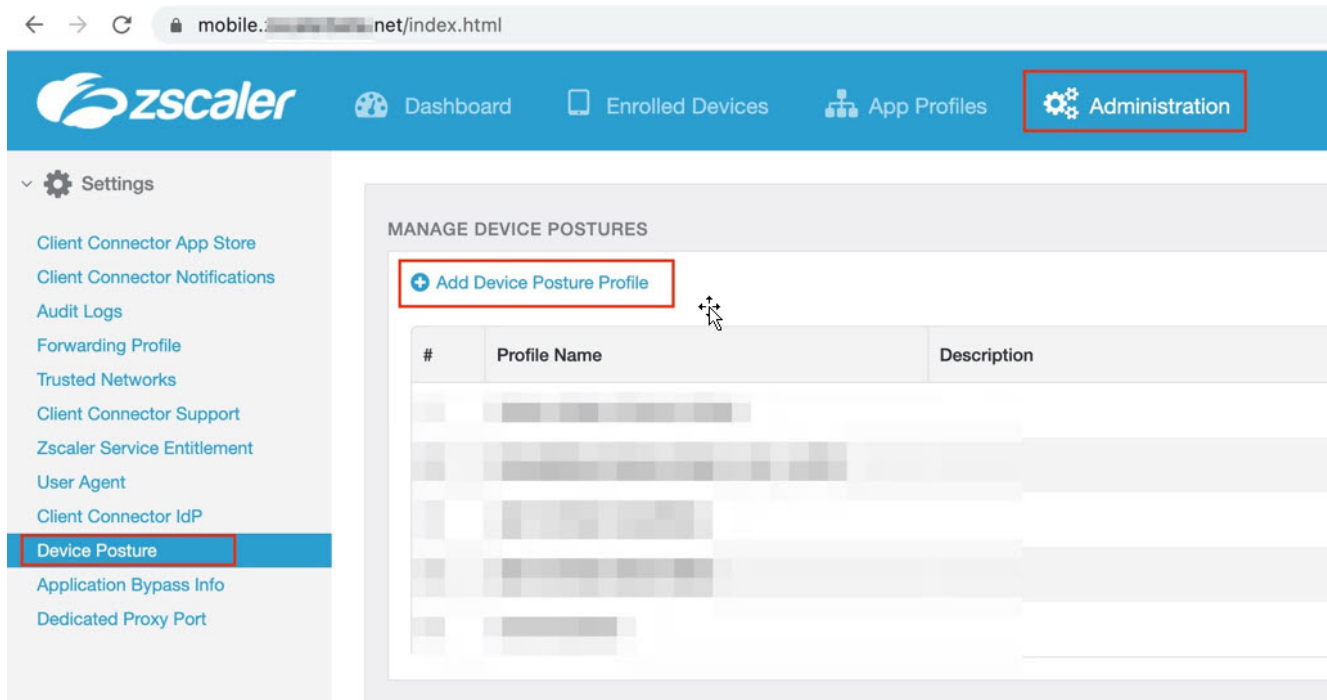 mobile. net/index.html
zscaler
Dashboard
Enrolled Devices
App Profiles
Administration
Settings
Client Connector App Store
Client Connector Notifications
Audit Logs
Forwarding Profile
Trusted Networks
Client Connector Support
Zscaler Service Entitlement
User Agent
Client Connector IdP
Device Posture
Application Bypass Info
Dedicated Proxy Port
MANAGE DEVICE POSTURES
Add Device Posture Profile
# Profile Name Description